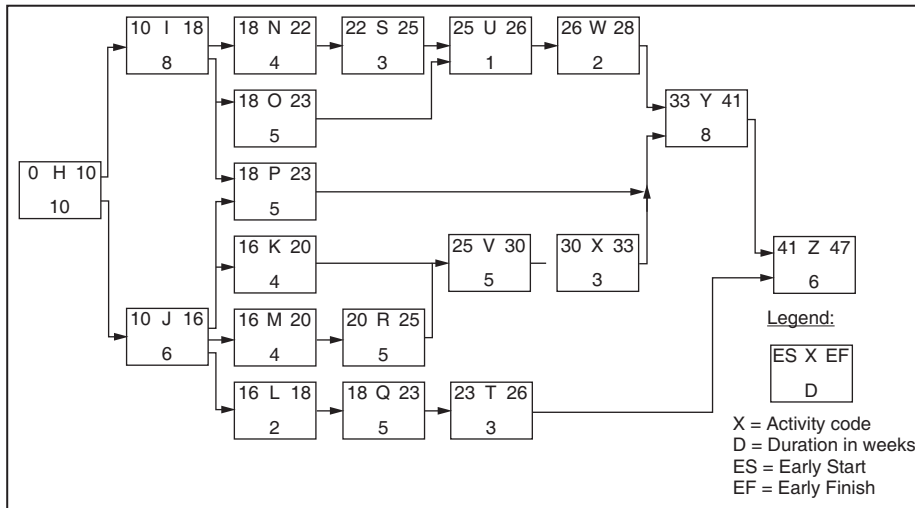 10 I 18
8
18 N 22
4
22 S 25
3
25 U 26
1
26 W 28
2
18 O 23
5
33 Y 41
8
0 H 10
10
18 P 23
5
16 K 20
4
25 V 30
5
30 X 33
3
41 Z 47
6
10 J 16
6
16 M 20
4
20 R 25
5
16 L 18
2
18 Q 23
5
23 T 26
3
Legend:
ES X EF
D
X = Activity code
D = Duration in weeks
ES = Early Start
EF = Early Finish